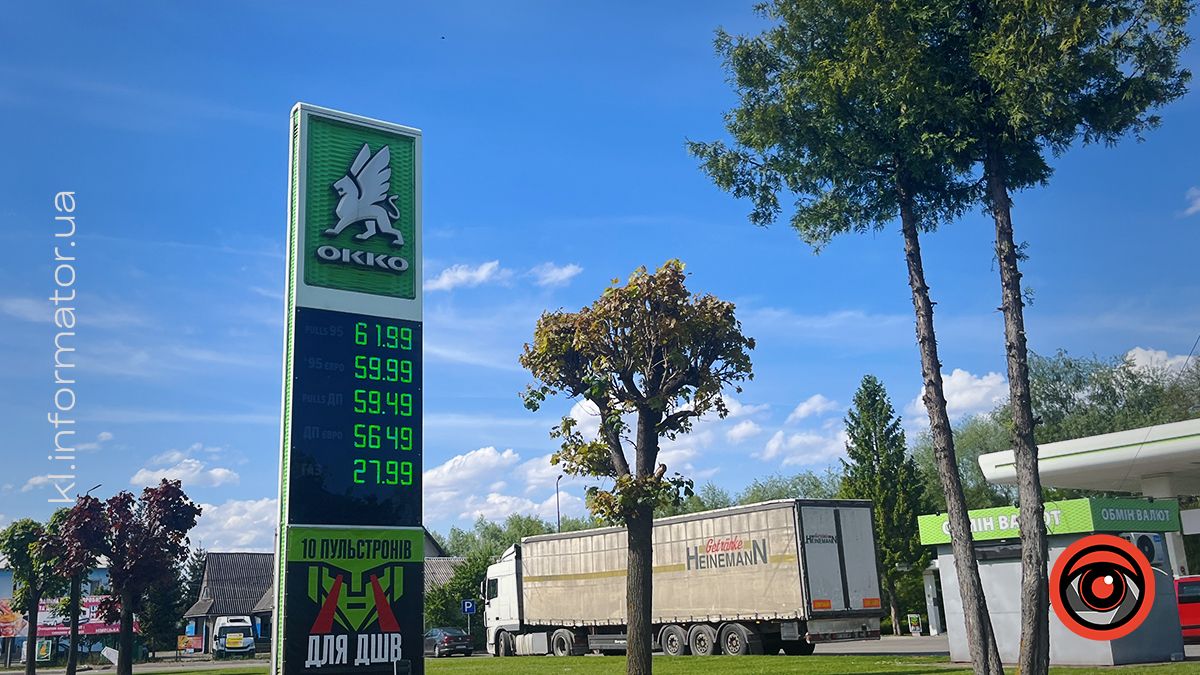 kl.informator.ua
OKKO
PULLS 95 61.99
95 ЄВРО 59.99
PULLS ДП 59.49
ДП ЄВРО 56.49
ГАЗ 27.99
10 ПУЛЬСТРОНІВ
ДЛЯ ДШВ
Getränke
HEINEMANN
HEINEMANN
P
ОБМІН ВАЛЮТ
ОБМІН ВАЛЮТ